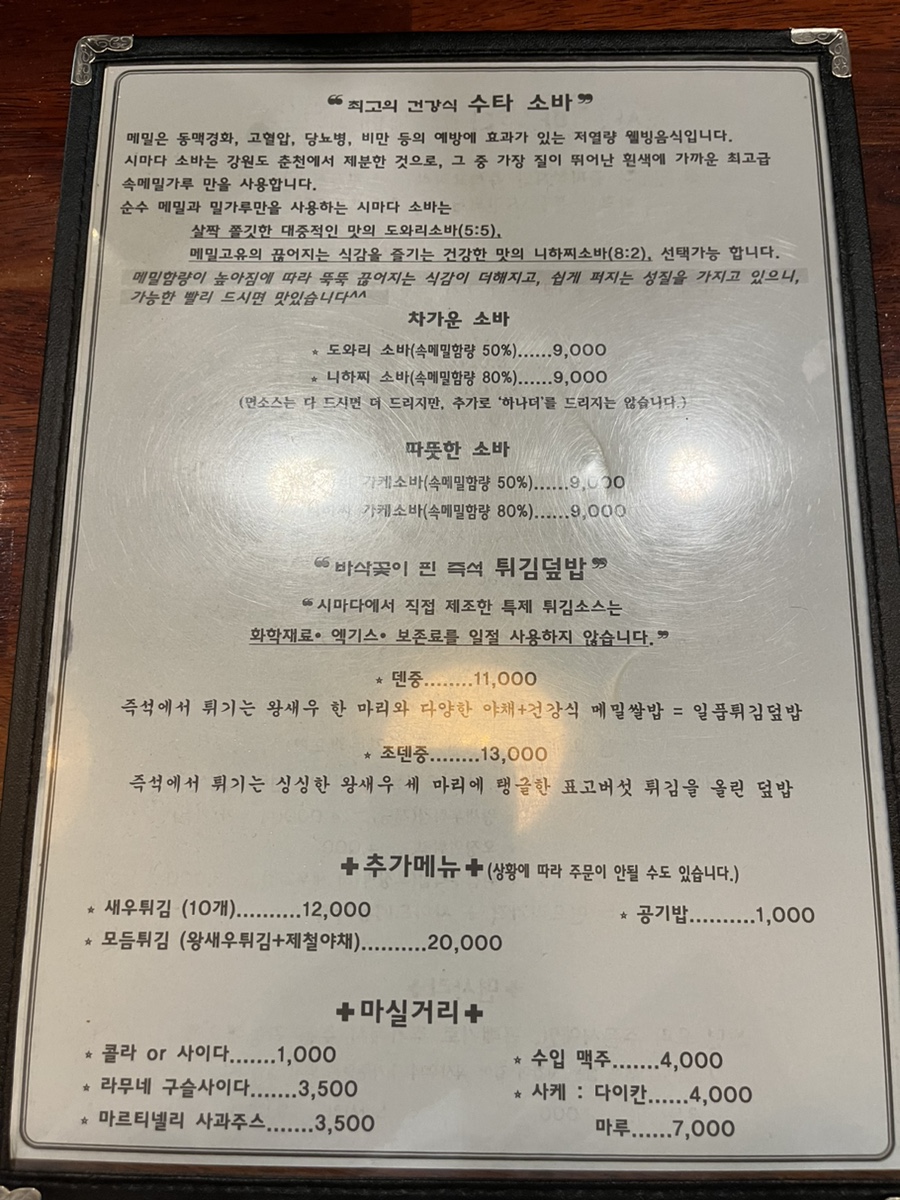 “최고의 건강식 수타 소바”
메밀은 동맥경화, 고혈압, 당뇨병, 비만 등의 예방에 효과가 있는 저열량 웰빙음식입니다.
시마다 소바는 강원도 춘천에서 제분한 것으로, 그 중 가장 질이 뛰어난 흰색에 가까운 최고급
속메밀가루 만을 사용합니다.
순수 메밀과 밀가루만을 사용하는 시마다 소바는
살짝 쫄깃한 대중적인 맛의 도와리소바(5:5),
메밀고유의 끊어지는 식감을 즐기는 건강한 맛의 니하찌소바(8:2), 선택가능 합니다.
메밀함량이 높아짐에 따라 뚝뚝 끊어지는 식감이 더해지고, 쉽게 퍼지는 성질을 가지고 있으니,
가능한 빨리 드시면 맛있습니다^^
차가운 소바
⋆ 도와리 소바(속메밀함량 50%)......9,000
⋆ 니하찌 소바(속메밀함량 80%)......9,000
(면소스는 다 드시면 더 드리지만, 추가로 '하나더'를 드리지는 않습니다.)
따뜻한 소바
가케소바(속메밀함량 50%)......9,000
가케소바(속메밀함량 80%)......9,000
“바삭꽃이 핀 즉석 튀김덮밥”
“시마다에서 직접 제조한 특제 튀김소스는
화학재료• 엑기스• 보존료를 일절 사용하지 않습니다.”
⋆ 덴중........11,000
즉석에서 튀기는 왕새우 한 마리와 다양한 야채+건강식 메밀쌀밥 = 일품튀김덮밥
⋆ 조덴중........13,000
즉석에서 튀기는 싱싱한 왕새우 세 마리에 탱글한 표고버섯 튀김을 올린 덮밥
✚추가메뉴✚(상황에 따라 주문이 안될 수도 있습니다.)
⋆ 새우튀김 (10개)..........12,000
⋆ 공기밥..........1,000
⋆ 모듬튀김 (왕새우튀김+제철야채)..........20,000
✚마실거리✚
⋆ 콜라 or 사이다.......1,000
⋆ 수입 맥주.......4,000
⋆ 라무네 구슬사이다.......3,500
⋆ 사케 : 다이칸......4,000
⋆ 마르티넬리 사과주스.......3,500
마루......7,000